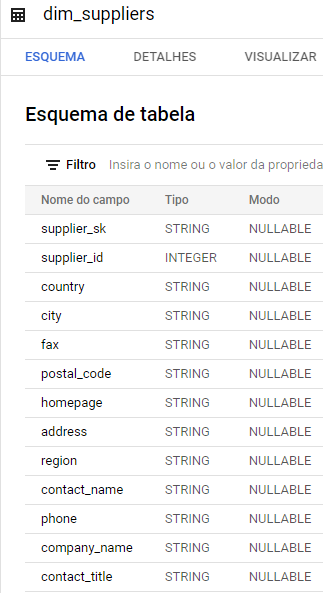 dim_suppliers
ESQUEMA DETALHES VISUALIZAR
Esquema de tabela
Filtro Insira o nome ou o valor da proprieda
Nome do campo Tipo Modo
supplier_sk STRING NULLABLE
supplier_id INTEGER NULLABLE
country STRING NULLABLE
city STRING NULLABLE
fax STRING NULLABLE
postal_code STRING NULLABLE
homepage STRING NULLABLE
address STRING NULLABLE
region STRING NULLABLE
contact_name STRING NULLABLE
phone STRING NULLABLE
company_name STRING NULLABLE
contact_title STRING NULLABLE